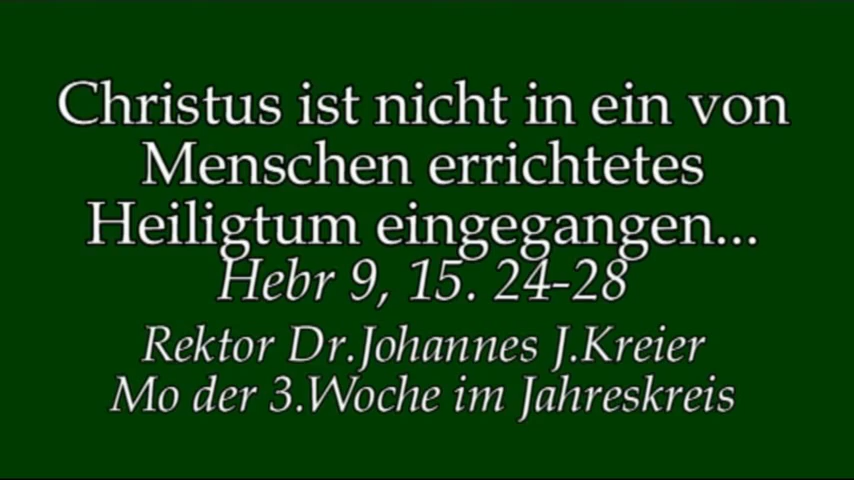 Christus ist nicht in ein von
Menschen errichtetes
Heiligtum eingegangen...
Hebr 9, 15. 24-28
Rektor Dr.Johannes J.Kreier
Mo der 3.Woche im Jahreskreis